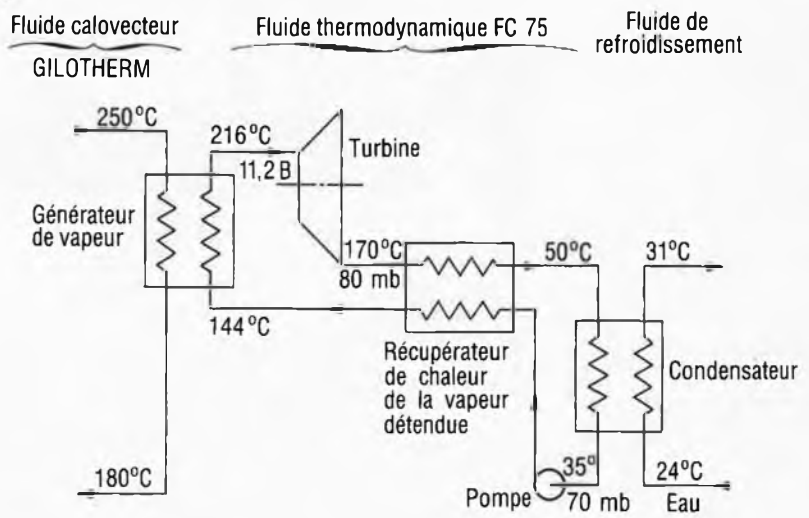 Fluide calovecteur
GILOTHERM
Fluide thermodynamique FC 75
Fluide de
refroidissement
250°C
216°C
11,2 B
Turbine
Générateur
de vapeur
170°C
80 mb
50°C
31°C
144°C
Récupérateur
de chaleur
de la vapeur
détendue
Condensateur
180°C
Pompe
35°
70 mb
24°C
Eau